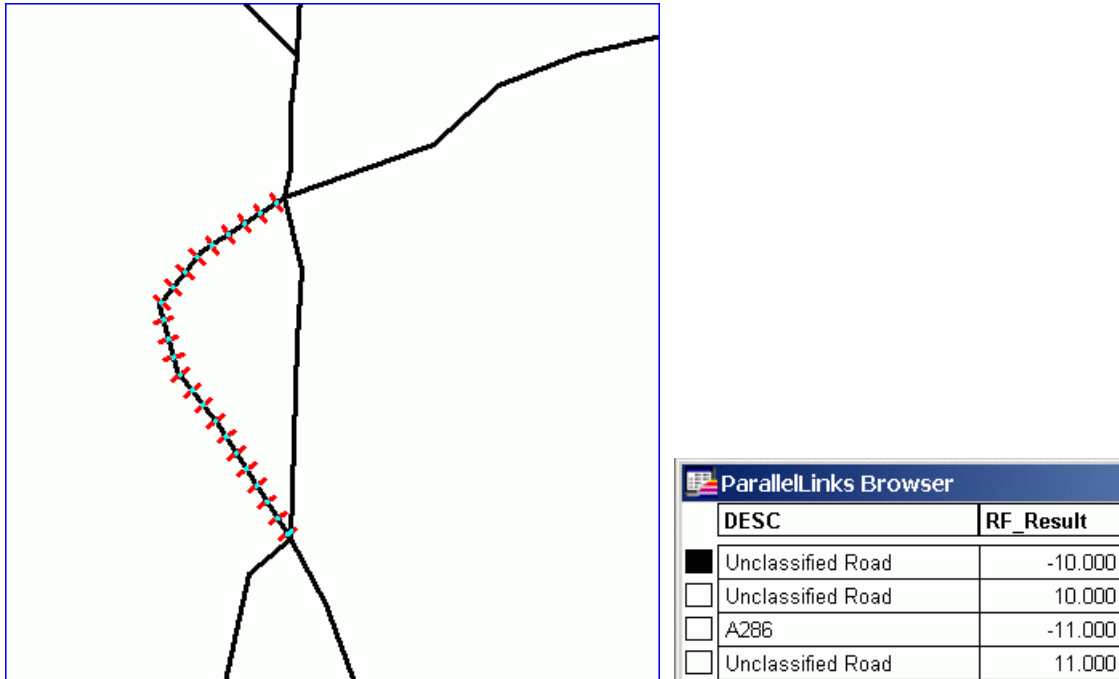 ParallelLinks Browser
DESC RF_Result
Unclassified Road -10.000
Unclassified Road 10.000
A286 -11.000
Unclassified Road 11.000